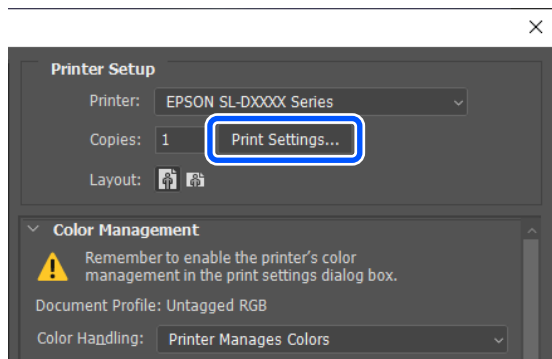 Printer Setup
Printer: EPSON SL-DXXXX Series
Copies: 1 Print Settings...
Layout:
Color Management
Remember to enable the printer's color
management in the print settings dialog box.
Document Profile: Untagged RGB
Color Handling: Printer Manages Colors